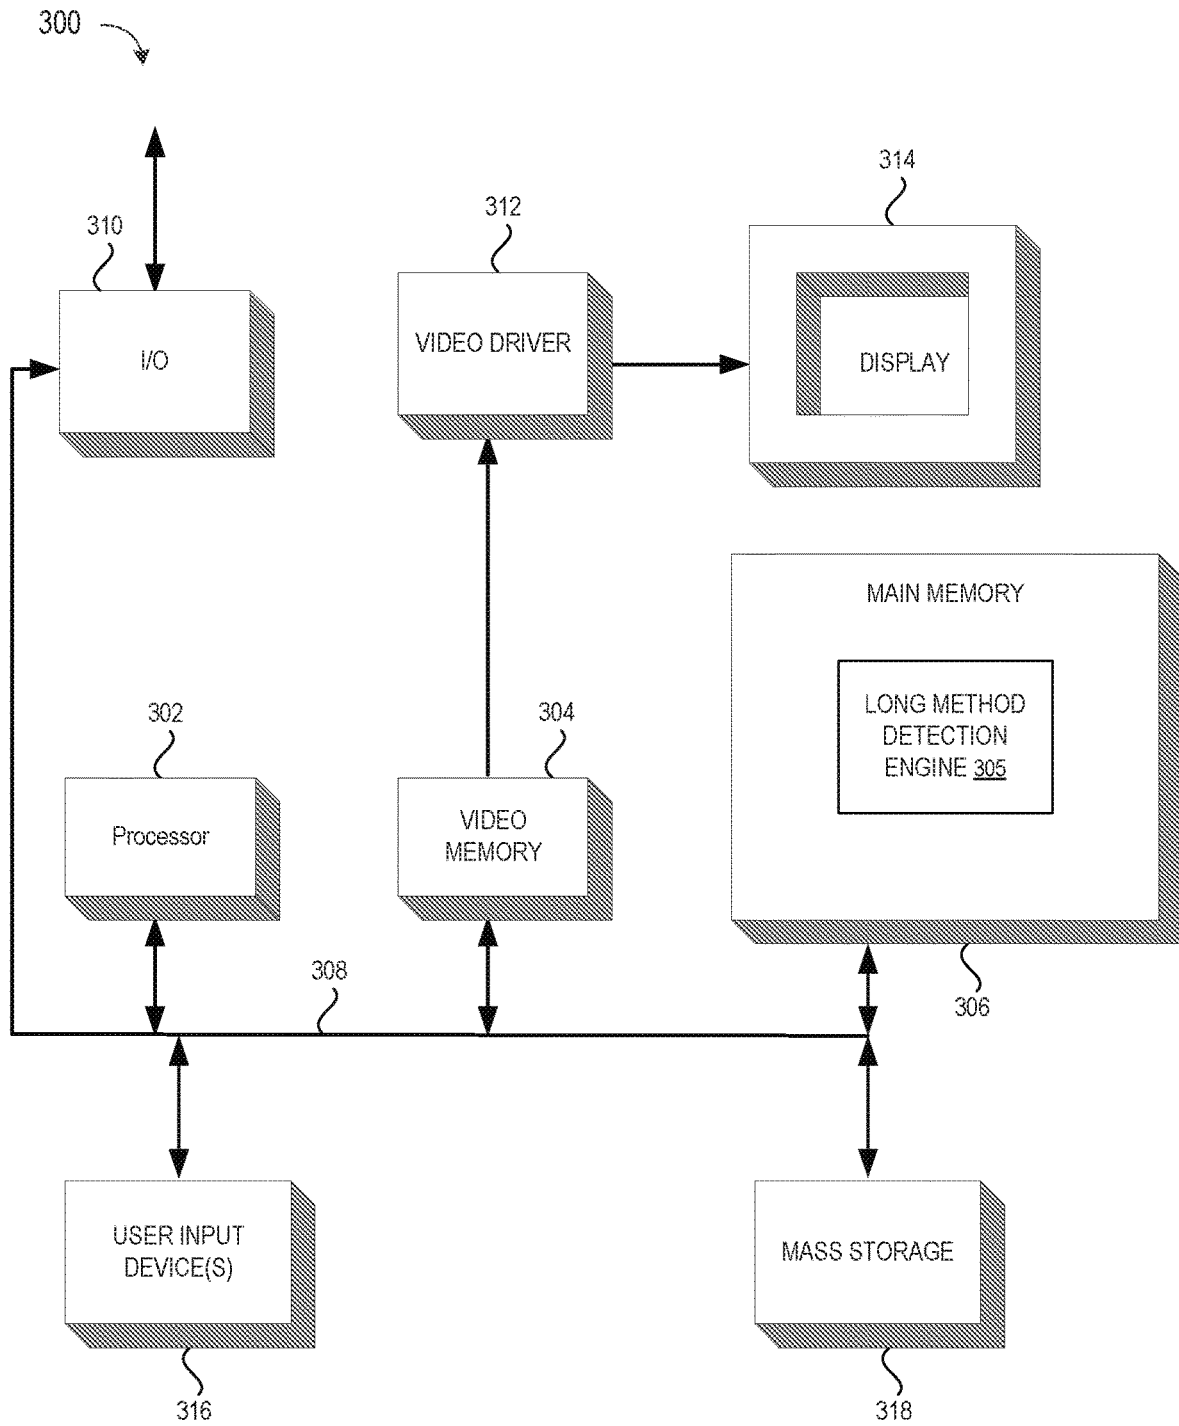 300
314
312
310
VIDEO DRIVER
I/O
DISPLAY
MAIN MEMORY
LONG METHOD
DETECTION
ENGINE 305
302
304
Processor
VIDEO
MEMORY
308
306
USER INPUT
DEVICE(S)
MASS STORAGE
316
318